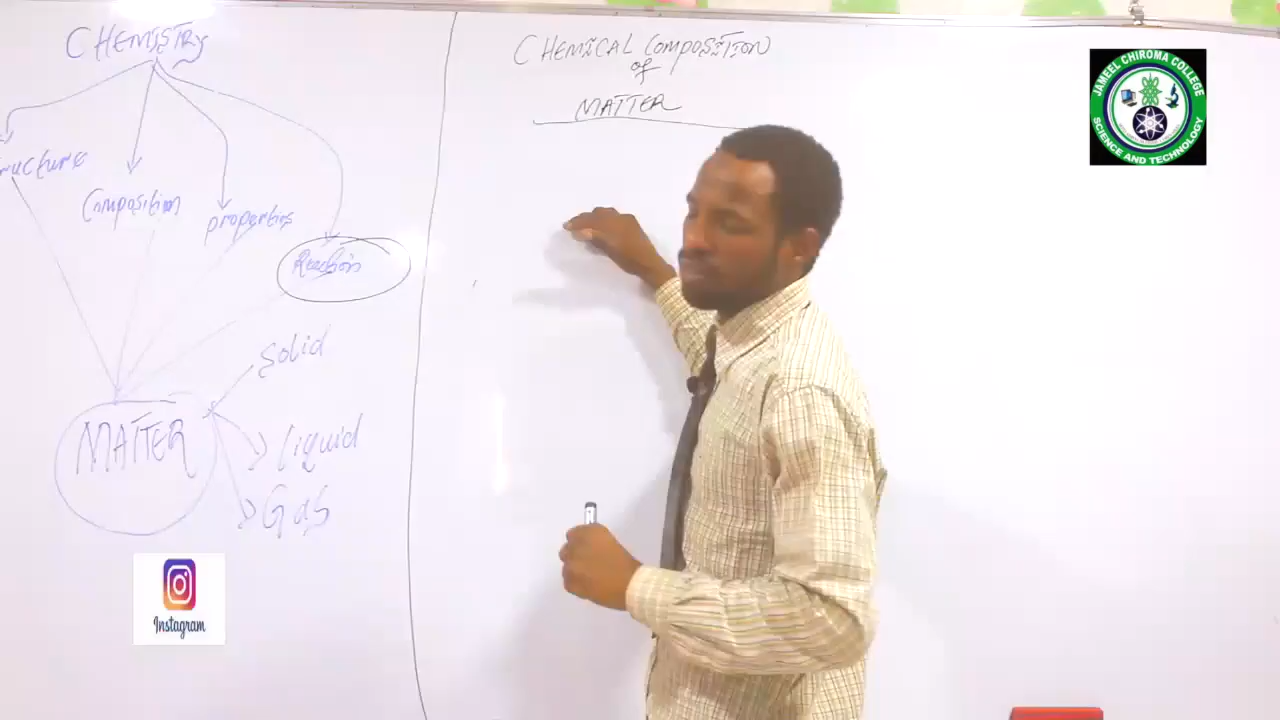 CHEMISTRY
ructure
Composition
properties
Reaction
MATTER
Solid
Liquid
Gas
Instagram
CHEMICAL COMPOSITION
of
MATTER
JAMEEL CHIROMA COLLEGE
SCIENCE AND TECHNOLOGY